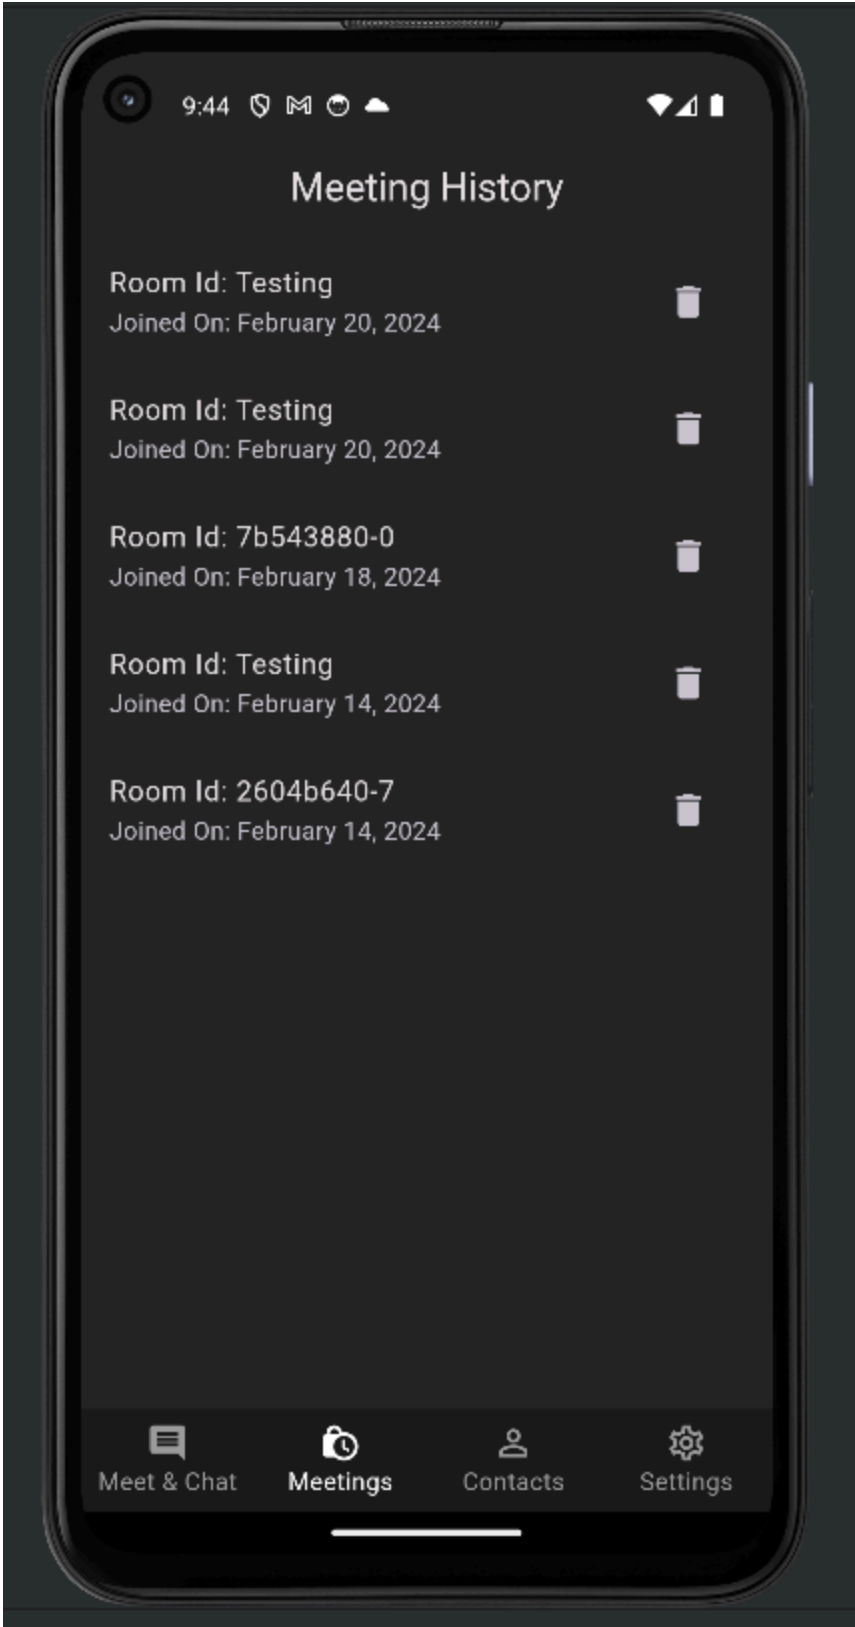 9:44
Meeting History
Room Id: Testing
Joined On: February 20, 2024
Room Id: Testing
Joined On: February 20, 2024
Room Id: 7b543880-0
Joined On: February 18, 2024
Room Id: Testing
Joined On: February 14, 2024
Room Id: 2604b640-7
Joined On: February 14, 2024
Meet & Chat Meetings Contacts Settings